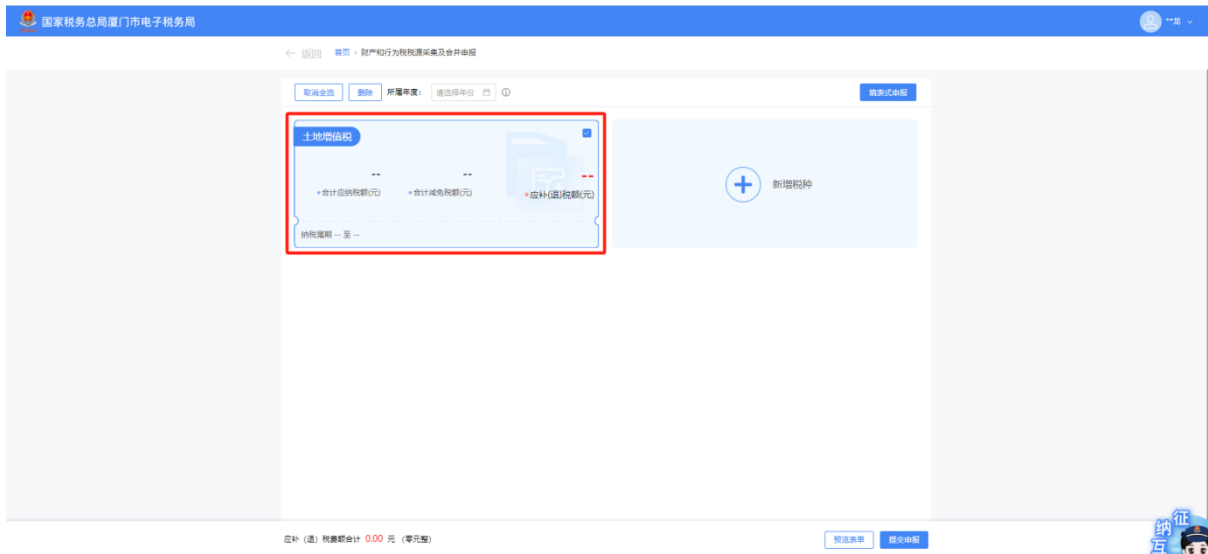 国家税务总局厦门市电子税务局
**龙
← 返回 首页 › 财产和行为税税源采集及合并申报
取消全选 删除 所属年度: 请选择年份 填表式申报
土地增值税
-- -- --
合计应纳税额(元) 合计减免税额(元) 应补(退)税额(元)
纳税属期 -- 至 --
新增税种
应补 (退) 税费额合计 0.00 元 (零元整)
预览表单 提交申报
征纳互